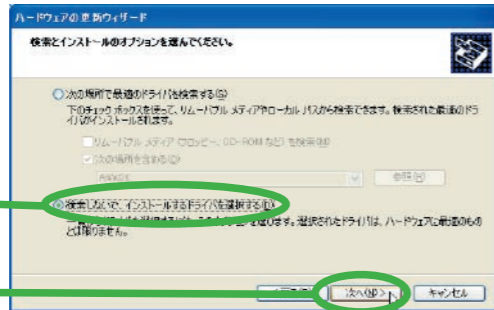 ハードウェアの更新ウィザード
検索とインストールのオプションを選んでください。
次の場所で最適のドライバを検索する(S)
下のチェック ボックスを使って、リムーバブル メディアやローカル パスから検索できます。検索された最適のドラ
イバがインストールされます。
リムーバブル メディア (フロッピー、CD-ROM など) を検索(M)
次の場所を含める(O)
参照(R)
検索しないで、インストールするドライバを選択する(D)
選びます。選択されたドライバは、ハードウェアに最適のもの
とは限りません。
次へ(N) >
キャンセル